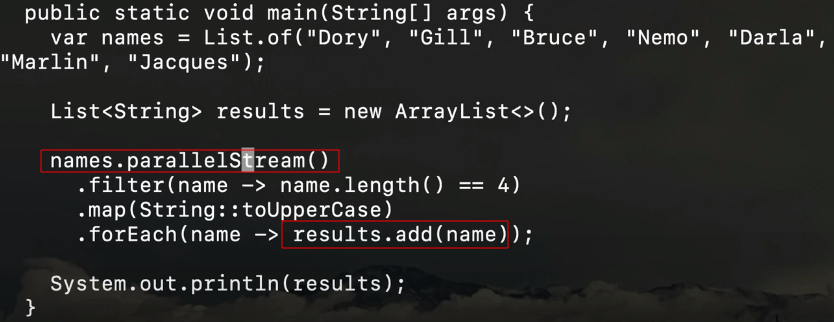 public static void main(String[] args) {
var names = List.of("Dory", "Gill", "Bruce", "Nemo", "Darla",
"Marlin", "Jacques");
List<String> results = new ArrayList<>();
names.parallelStream()
.filter(name -> name.length() == 4)
.map(String::toUpperCase)
.forEach(name -> results.add(name));
System.out.println(results);
}